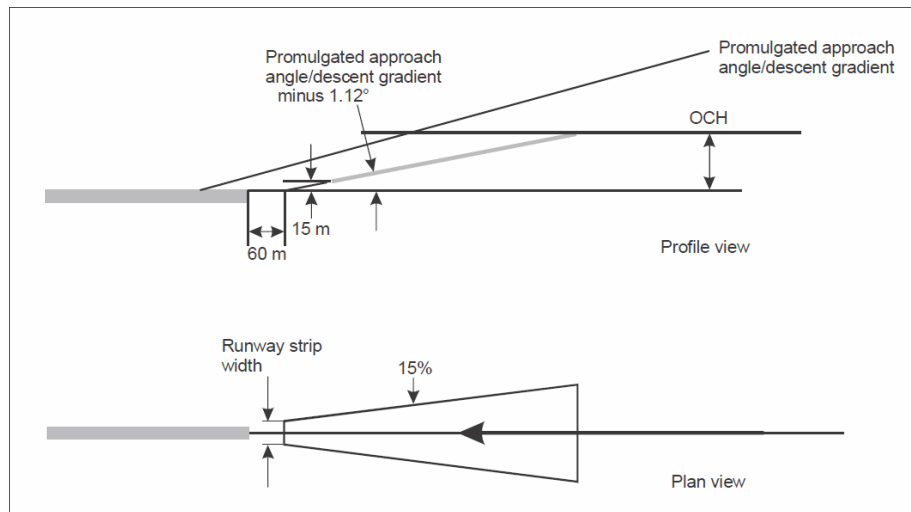 Promulgated approach
angle/descent gradient
minus 1.12°
Promulgated approach
angle/descent gradient
OCH
15 m
60 m
Profile view
Runway strip
width
15%
Plan view